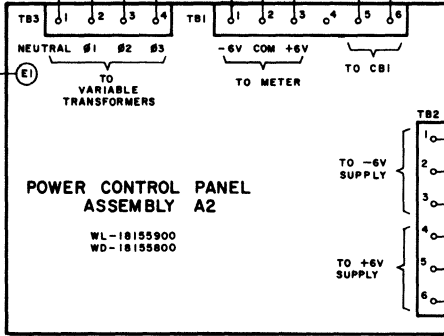 TB3 1 2 3 4 TB1 1 2 3 4 5 6
NEUTRAL Ø1 Ø2 Ø3 -6V COM +6V
E1
TO
VARIABLE
TRANSFORMERS
TO METER
TO CB1
TB2
1
2
3
4
5
6
TO -6V
SUPPLY
TO +6V
SUPPLY
POWER CONTROL PANEL
ASSEMBLY A2
WL-18155900
WD-18155800